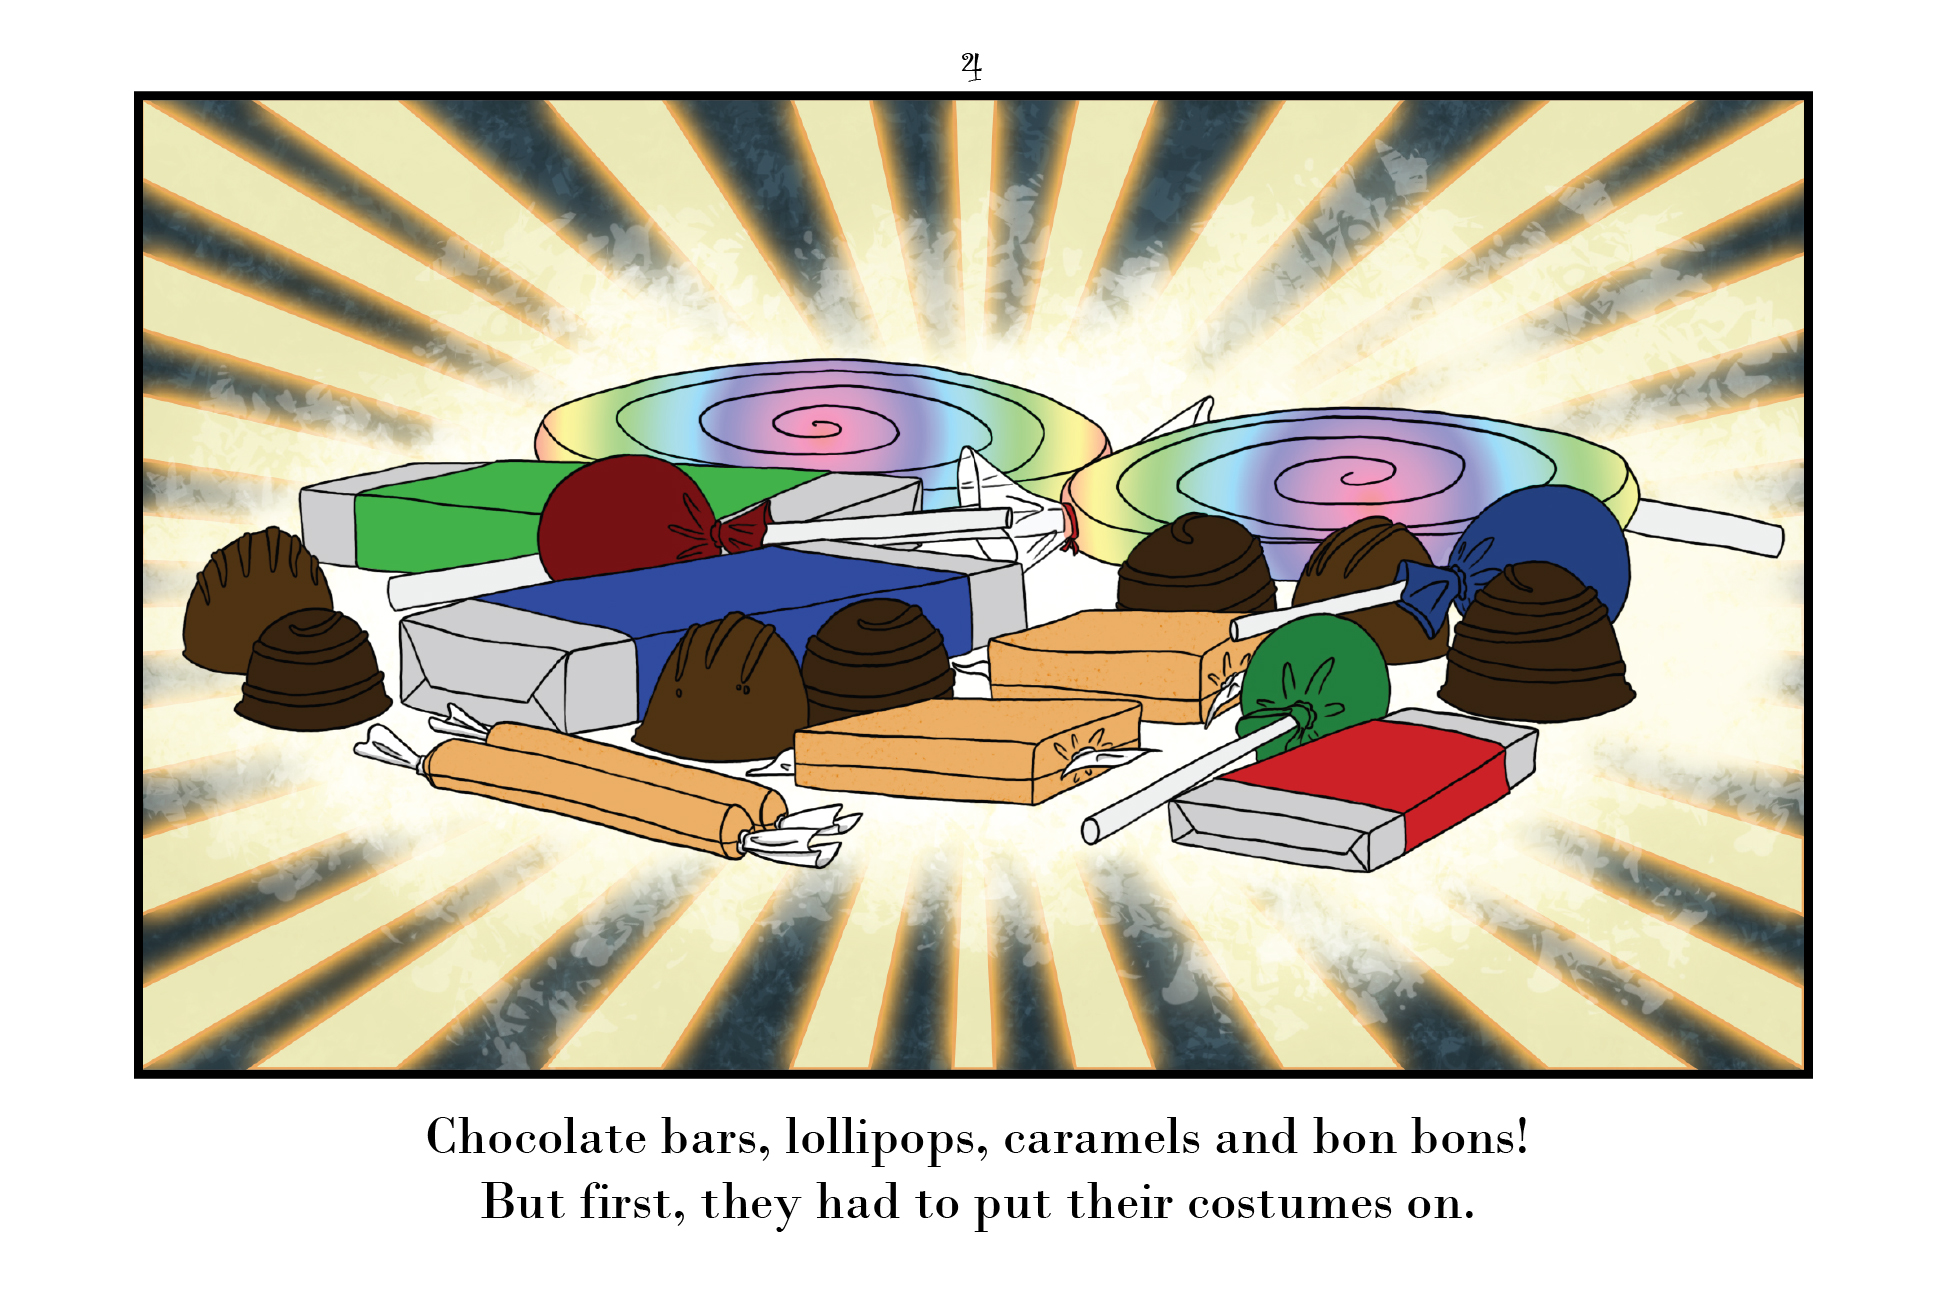 4
Chocolate bars, lollipops, caramels and bon bons!
But first, they had to put their costumes on.